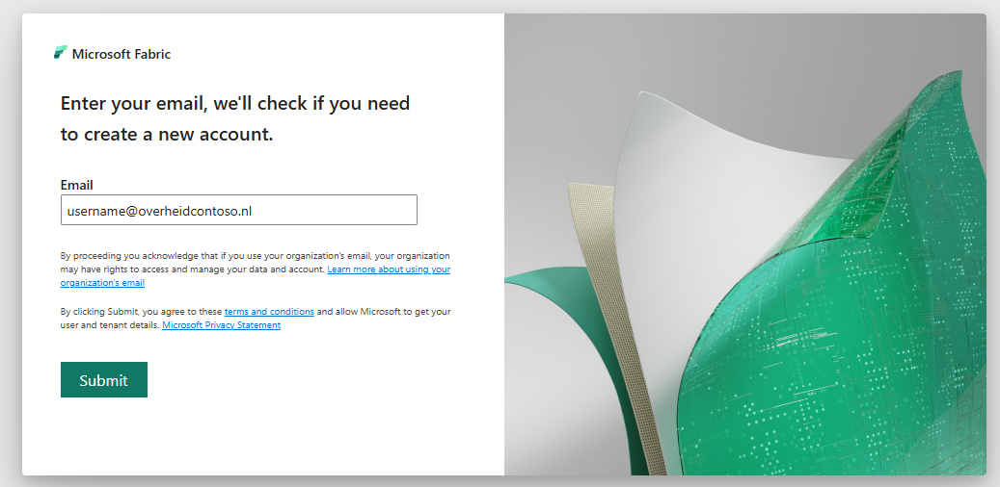 Microsoft Fabric
Enter your email, we'll check if you need
to create a new account.
Email
username@overheidcontoso.nl
By proceeding you acknowledge that if you use your organization's email, your organization
may have rights to access and manage your data and account. Learn more about using your
organization's email
By clicking Submit, you agree to these terms and conditions and allow Microsoft to get your
user and tenant details. Microsoft Privacy Statement
Submit